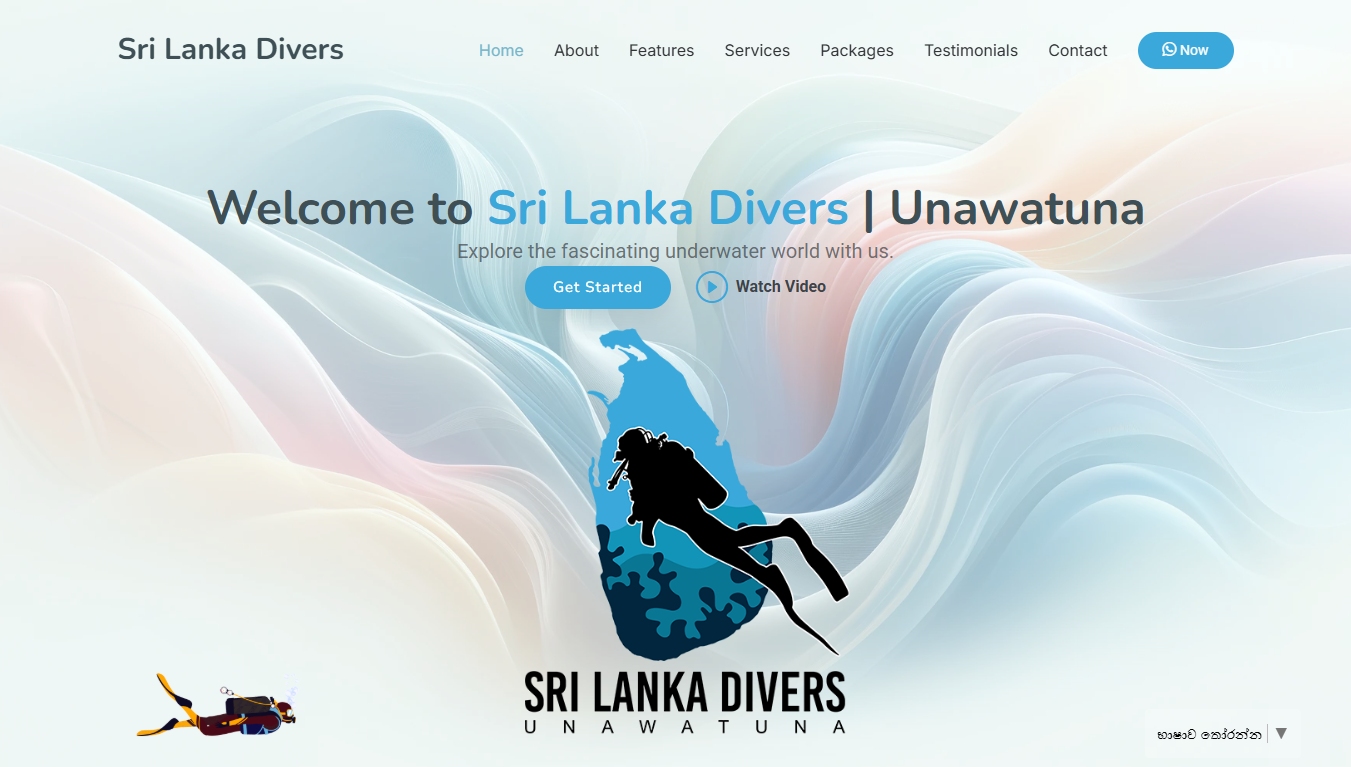 Sri Lanka Divers
Home About Features Services Packages Testimonials Contact Now
Welcome to Sri Lanka Divers | Unawatuna
Explore the fascinating underwater world with us.
Get Started Watch Video
SRI LANKA DIVERS
UNAWATUNA
භාෂාව තෝරන්න ▼